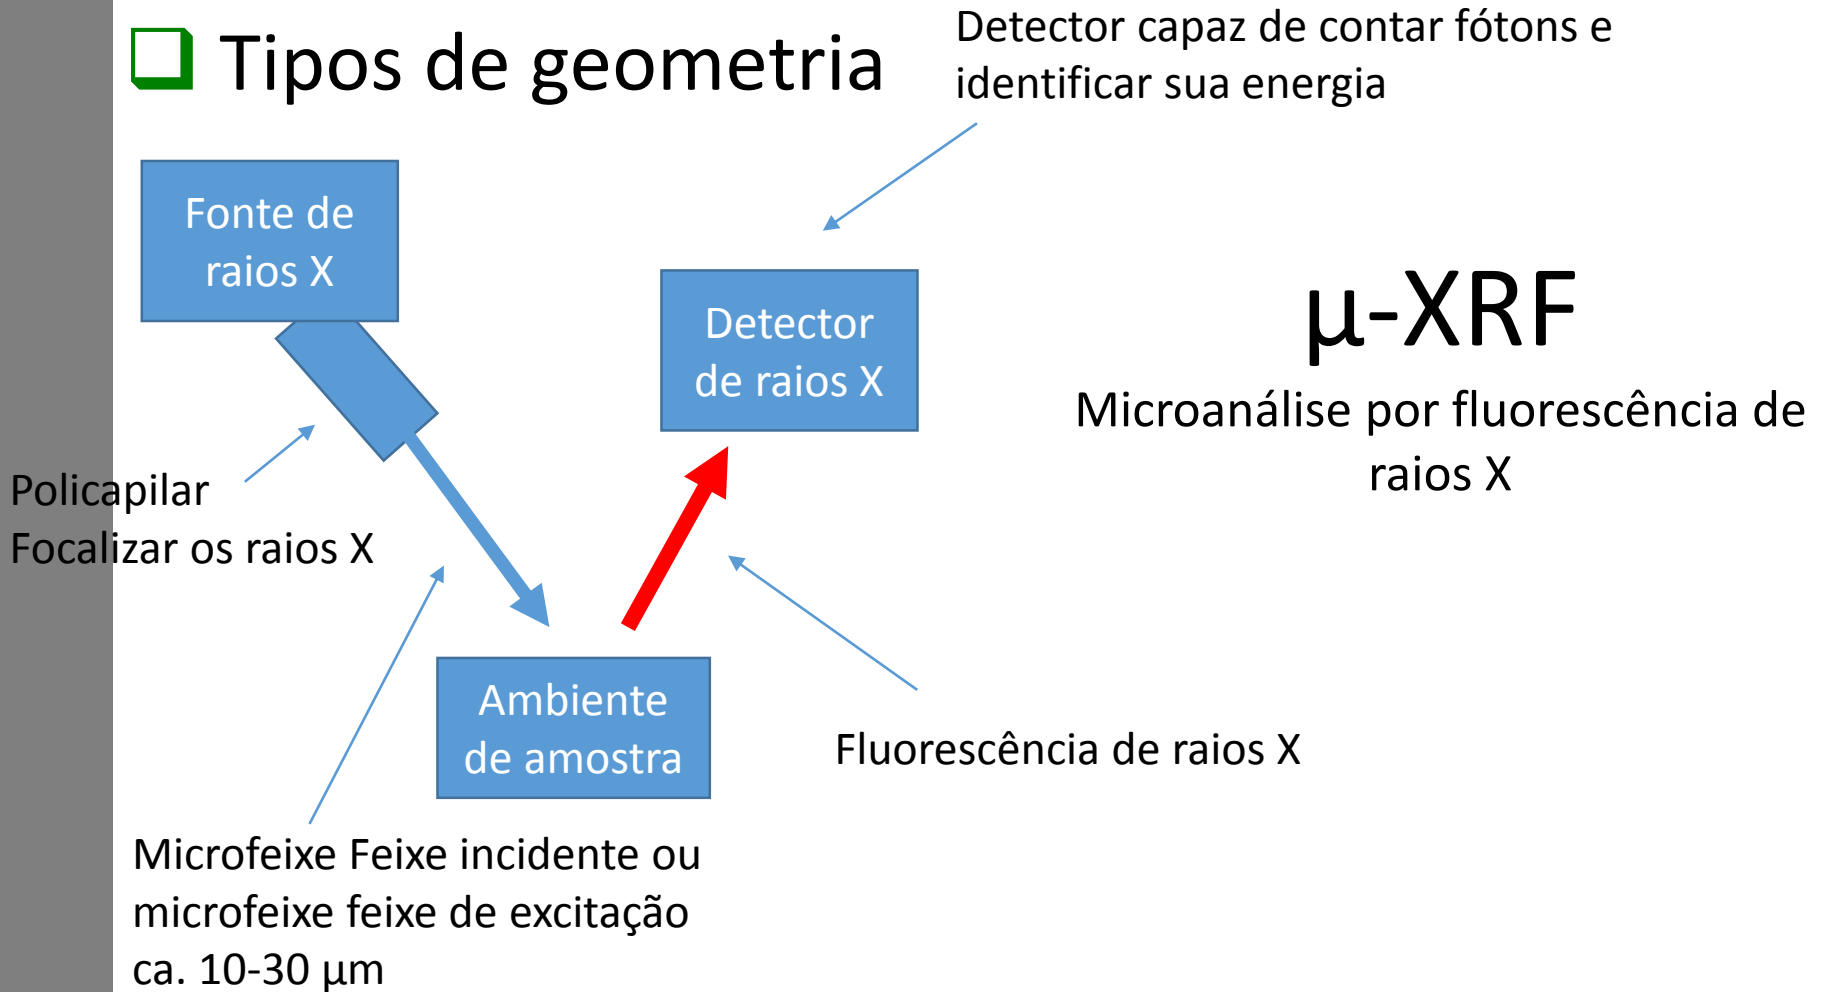 Tipos de geometria
Detector capaz de contar fótons e
identificar sua energia
Fonte de
raios X
Detector
de raios X
µ-XRF
Microanálise por fluorescência de
raios X
Policapilar
Focalizar os raios X
Ambiente
de amostra
Fluorescência de raios X
Microfeixe Feixe incidente ou
microfeixe feixe de excitação
ca. 10-30 µm